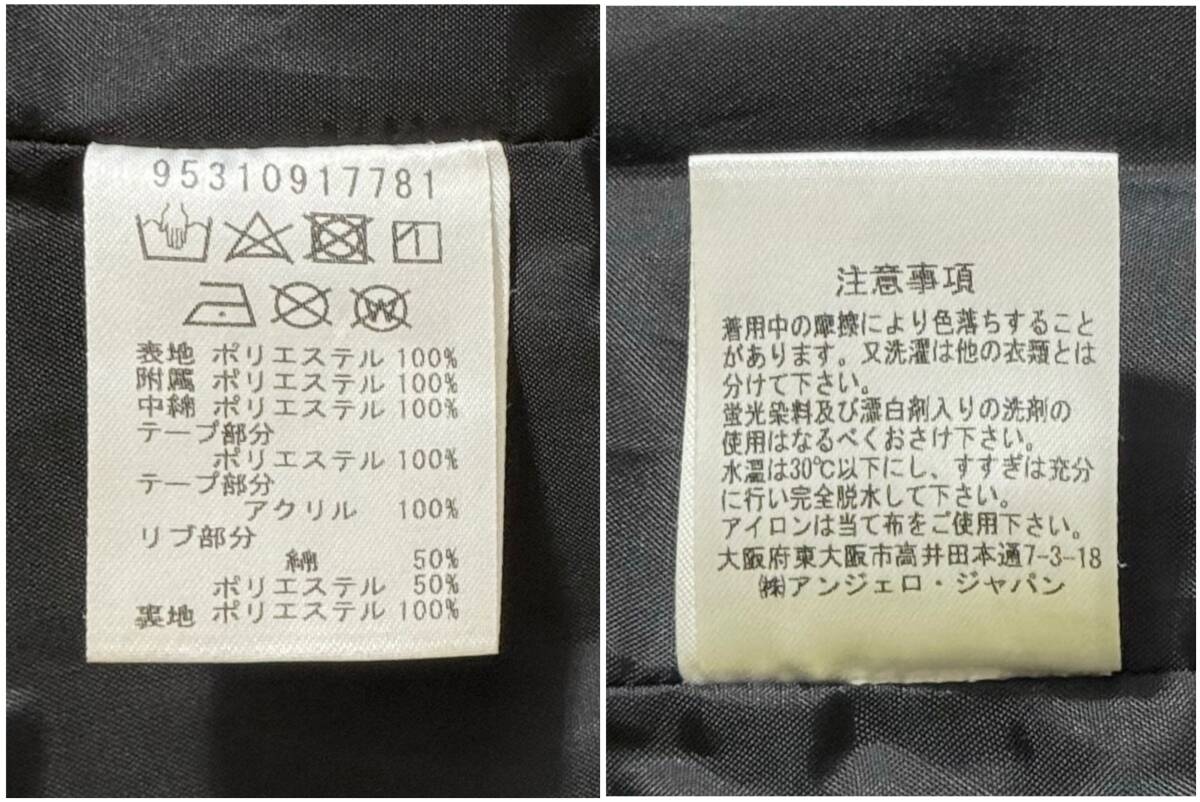 95310917781
表地 ポリエステル 100%
附属 ポリエステル 100%
中綿 ポリエステル 100%
テープ部分
ポリエステル 100%
テープ部分
アクリル 100%
リブ部分
綿 50%
ポリエステル 50%
裏地 ポリエステル 100%
注意事項
着用中の摩擦により色落ちすること
があります。又洗濯は他の衣類とは
分けて下さい。
蛍光染料及び漂白剤入りの洗剤の
使用はなるべくおさけ下さい。
水温は30℃以下にし、すすぎは充分
に行い完全脱水して下さい。
アイロンは当て布をご使用下さい。
大阪府東大阪市高井田本通7-3-18
㈱アンジェロ・ジャパン